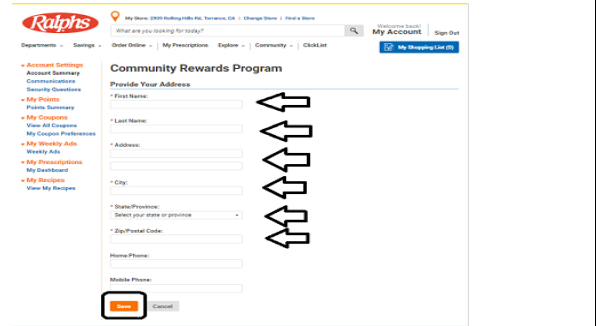 Ralphs
My Store: 2909 Rolling Hills Rd, Torrance, CA | Change Store | Find a Store
What are you looking for today?
Welcome back!
My Account
Sign Out
Departments
Savings
Order Online
My Prescriptions
Explore
Community
ClickList
My Shopping List (0)
Account Settings
Account Summary
Communications
Security Questions
My Points
Points Summary
My Coupons
View All Coupons
My Coupon Preferences
My Weekly Ads
Weekly Ads
My Prescriptions
My Dashboard
My Recipes
View My Recipes
Community Rewards Program
Provide Your Address
* First Name:
* Last Name:
* Address:
* City:
* State/Province:
Select your state or province
* Zip/Postal Code:
Home Phone:
Mobile Phone:
Save
Cancel